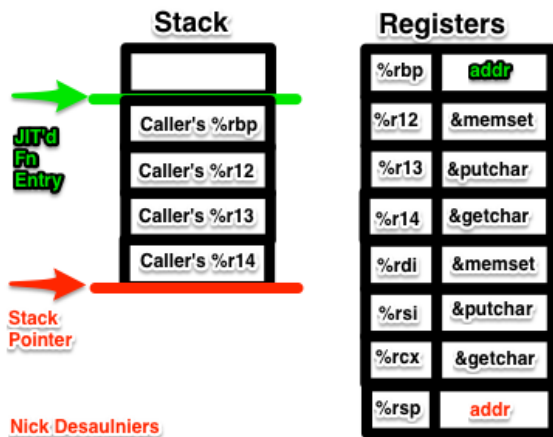 Stack
Registers
JIT'd
Fn
Entry
Caller's %rbp
Caller's %r12
Caller's %r13
Caller's %r14
Stack
Pointer
Nick Desaulniers
%rbp addr
%r12 &memset
%r13 &putchar
%r14 &getchar
%rdi &memset
%rsi &putchar
%rcx &getchar
%rsp addr